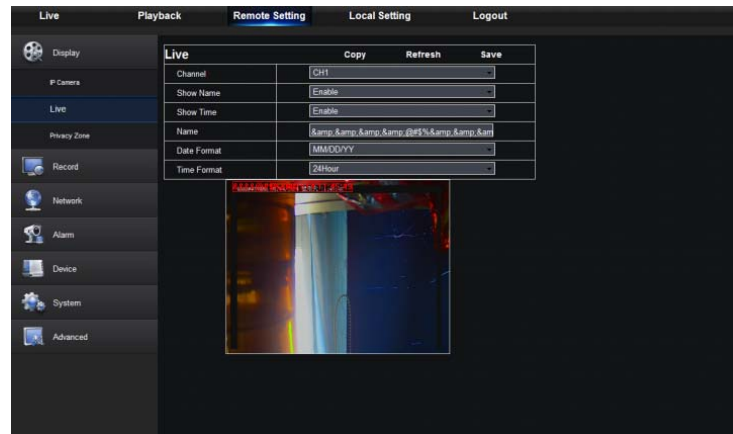 Live Playback Remote Setting Local Setting Logout
Display
IP Camera
Live
Privacy Zone
Record
Network
Alarm
Device
System
Advanced
Live Copy Refresh Save
Channel CH1
Show Name Enable
Show Time Enable
Name &amp;&amp;&amp;&amp;@#$%&amp;&amp;&am
Date Format MM/DD/YY
Time Format 24Hour